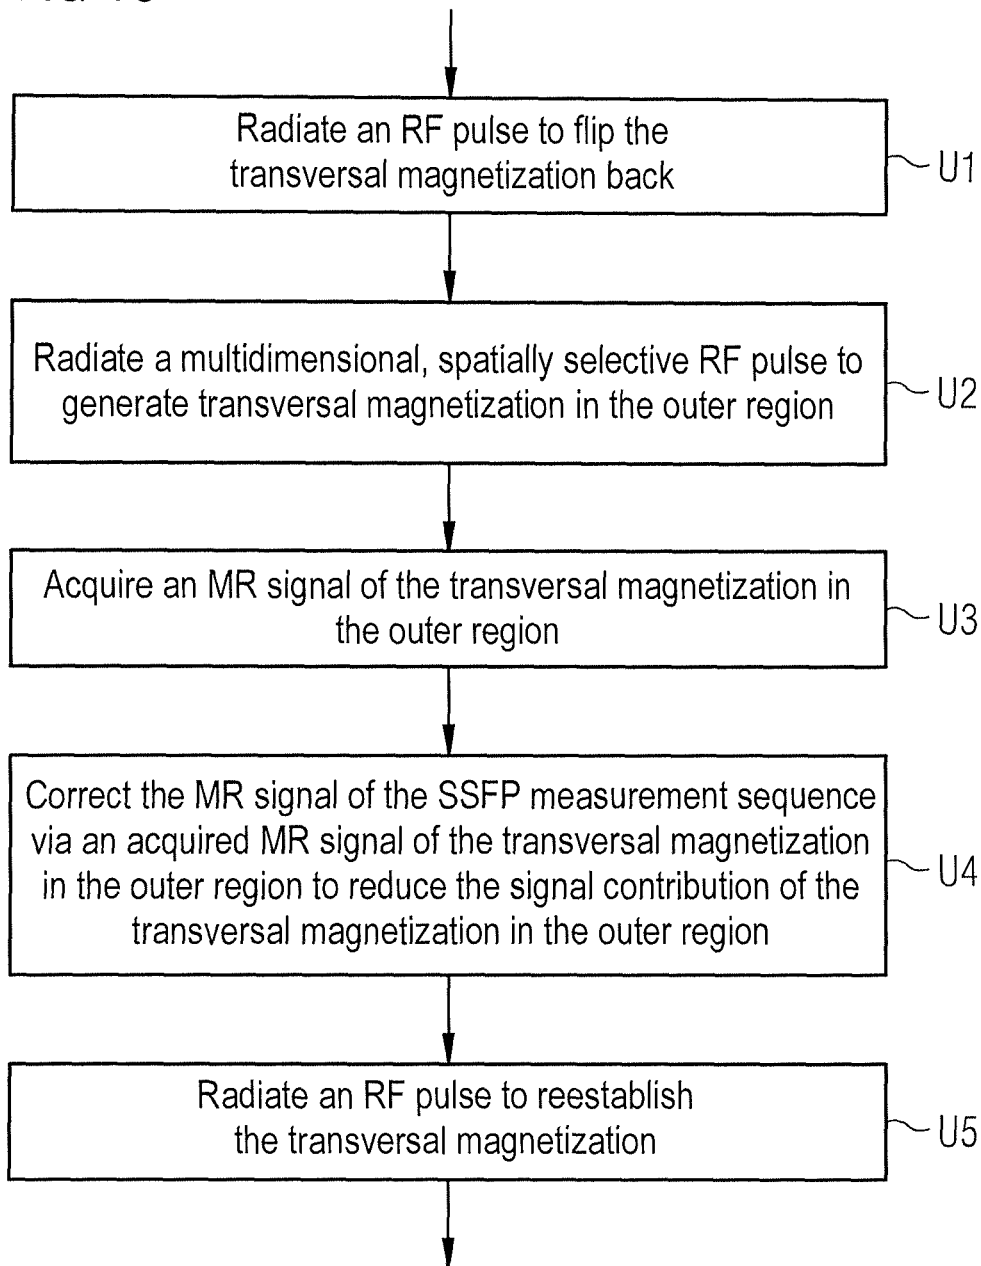 Radiate an RF pulse to flip the
transversal magnetization back
U1
Radiate a multidimensional, spatially selective RF pulse to
generate transversal magnetization in the outer region
U2
Acquire an MR signal of the transversal magnetization in
the outer region
U3
Correct the MR signal of the SSFP measurement sequence
via an acquired MR signal of the transversal magnetization
in the outer region to reduce the signal contribution of the
transversal magnetization in the outer region
U4
Radiate an RF pulse to reestablish
the transversal magnetization
U5